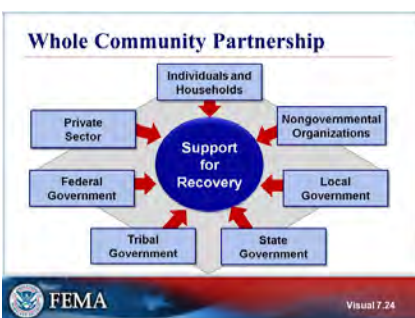 Whole Community Partnership
Individuals and
Households
Private
Sector
Nongovernmental
Organizations
Support
for
Recovery
Federal
Government
Local
Government
Tribal
Government
State
Government
FEMA
Visual 7.24